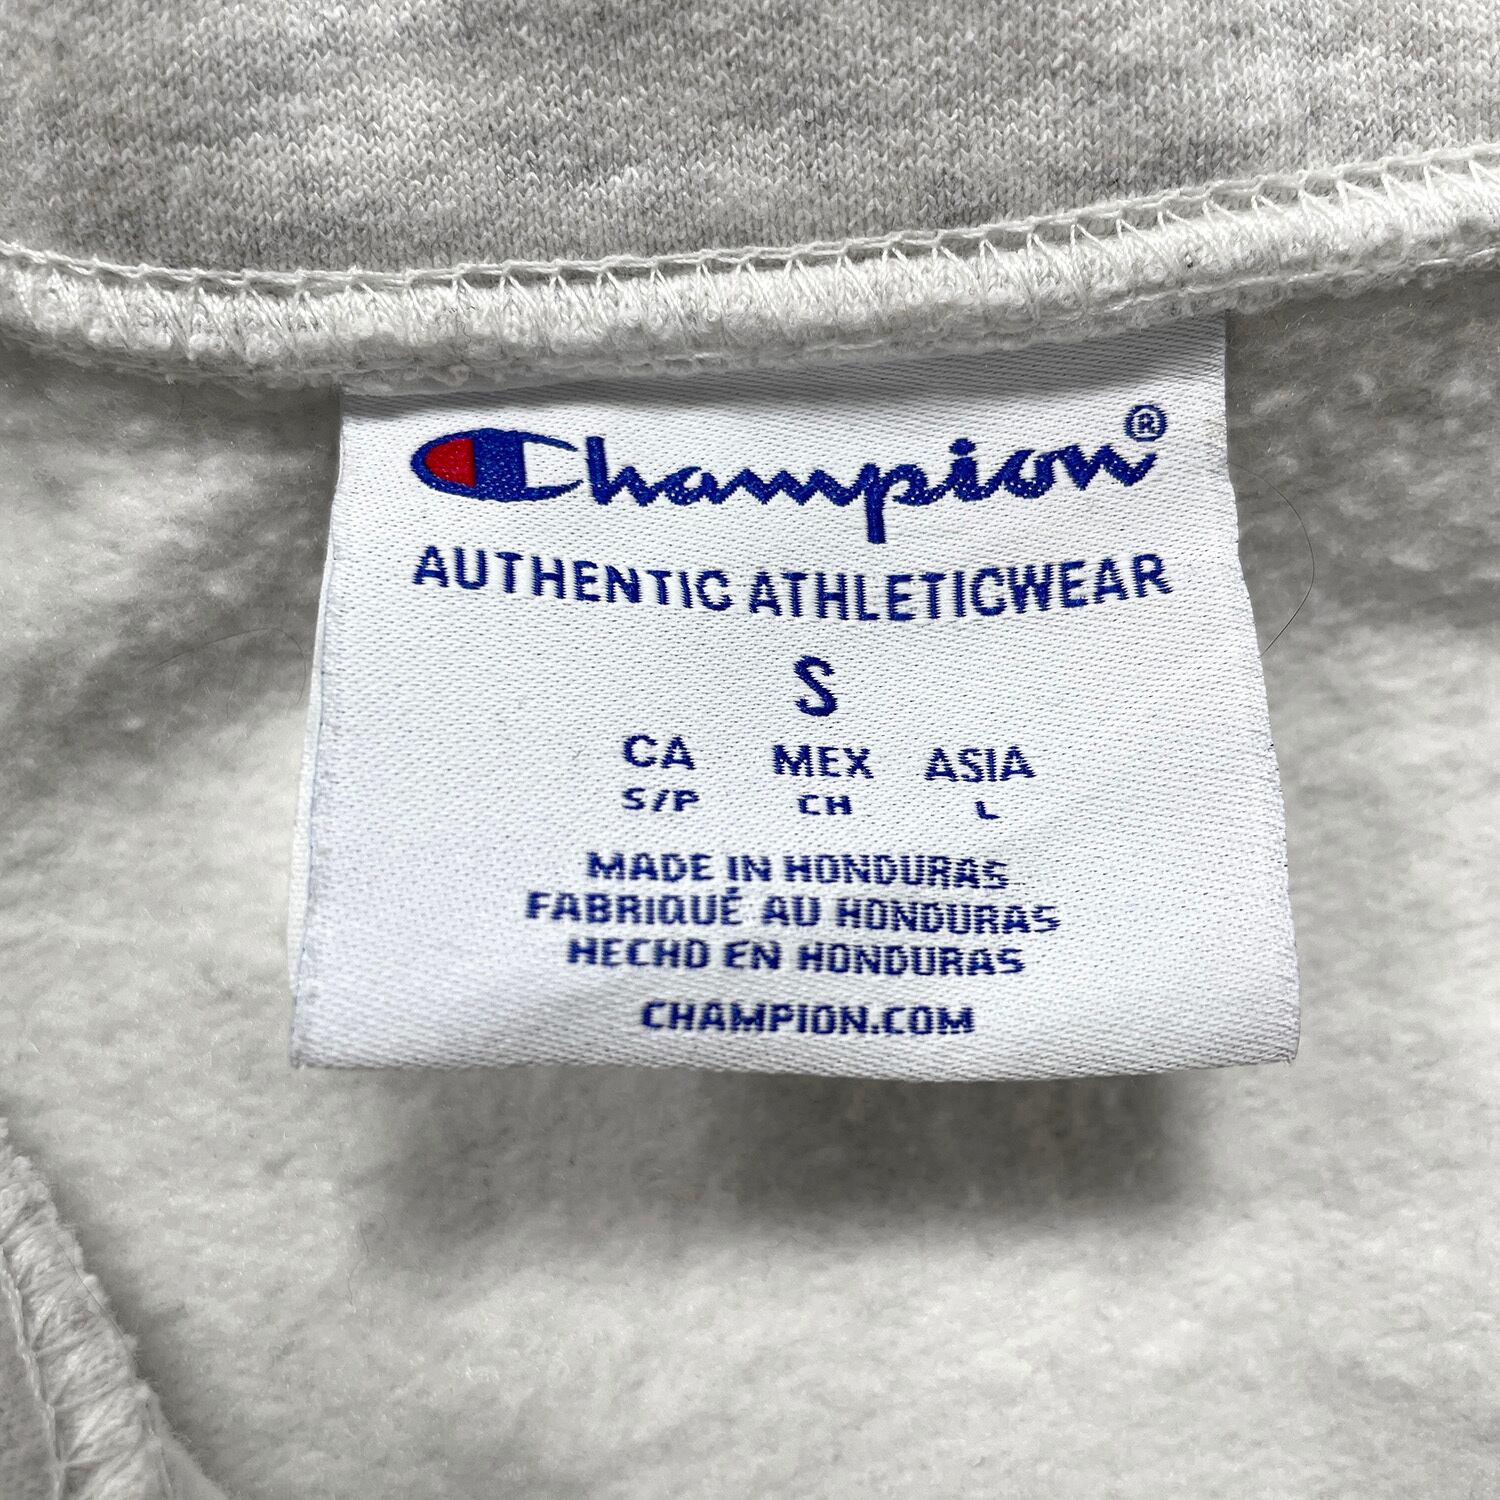 Champion®
AUTHENTIC ATHLETICWEAR
S
CA MEX ASIA
S/P CH L
MADE IN HONDURAS
FABRIQUÉ AU HONDURAS
HECHO EN HONDURAS
CHAMPION.COM